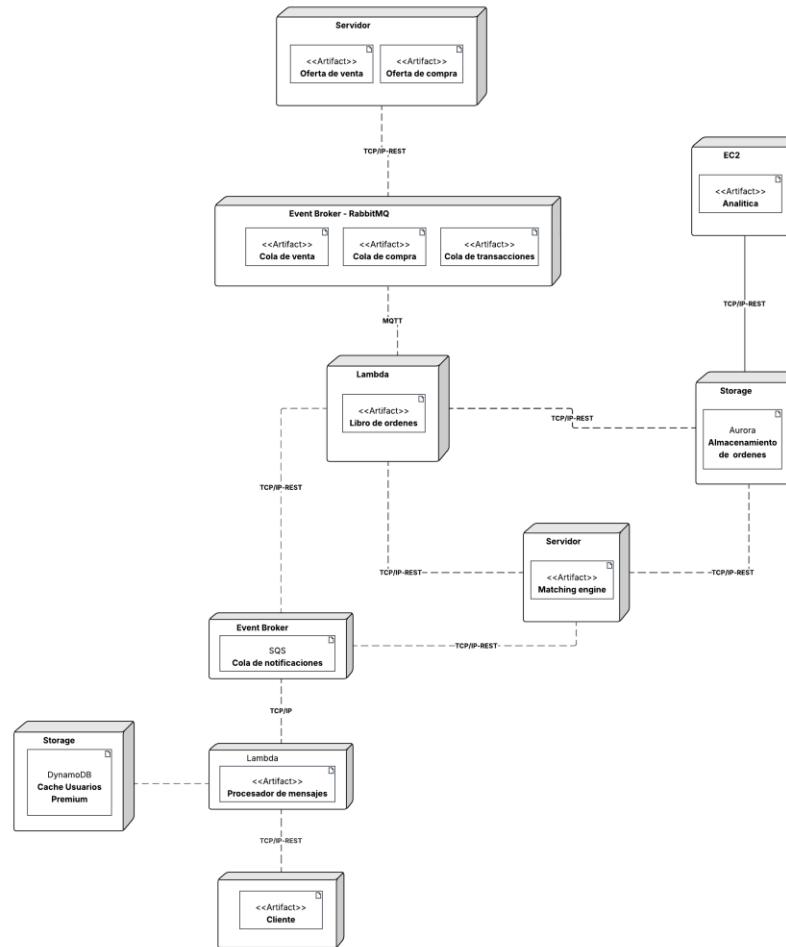 Servidor
<<Artifact>>
Oferta de venta
<<Artifact>>
Oferta de compra
TCP/IP-REST
EC2
<<Artifact>>
Analitica
Event Broker - RabbitMQ
<<Artifact>>
Cola de venta
<<Artifact>>
Cola de compra
<<Artifact>>
Cola de transacciones
TCP/IP-REST
MQTT
Lambda
<<Artifact>>
Libro de ordenes
Storage
Aurora
Almacenamiento
de ordenes
TCP/IP-REST
TCP/IP-REST
Servidor
<<Artifact>>
Matching engine
TCP/IP-REST
TCP/IP-REST
Event Broker
SQS
Cola de notificaciones
TCP/IP-REST
TCP/IP
Storage
DynamoDB
Cache Usuarios
Premium
Lambda
<<Artifact>>
Procesador de mensajes
TCP/IP-REST
<<Artifact>>
Cliente